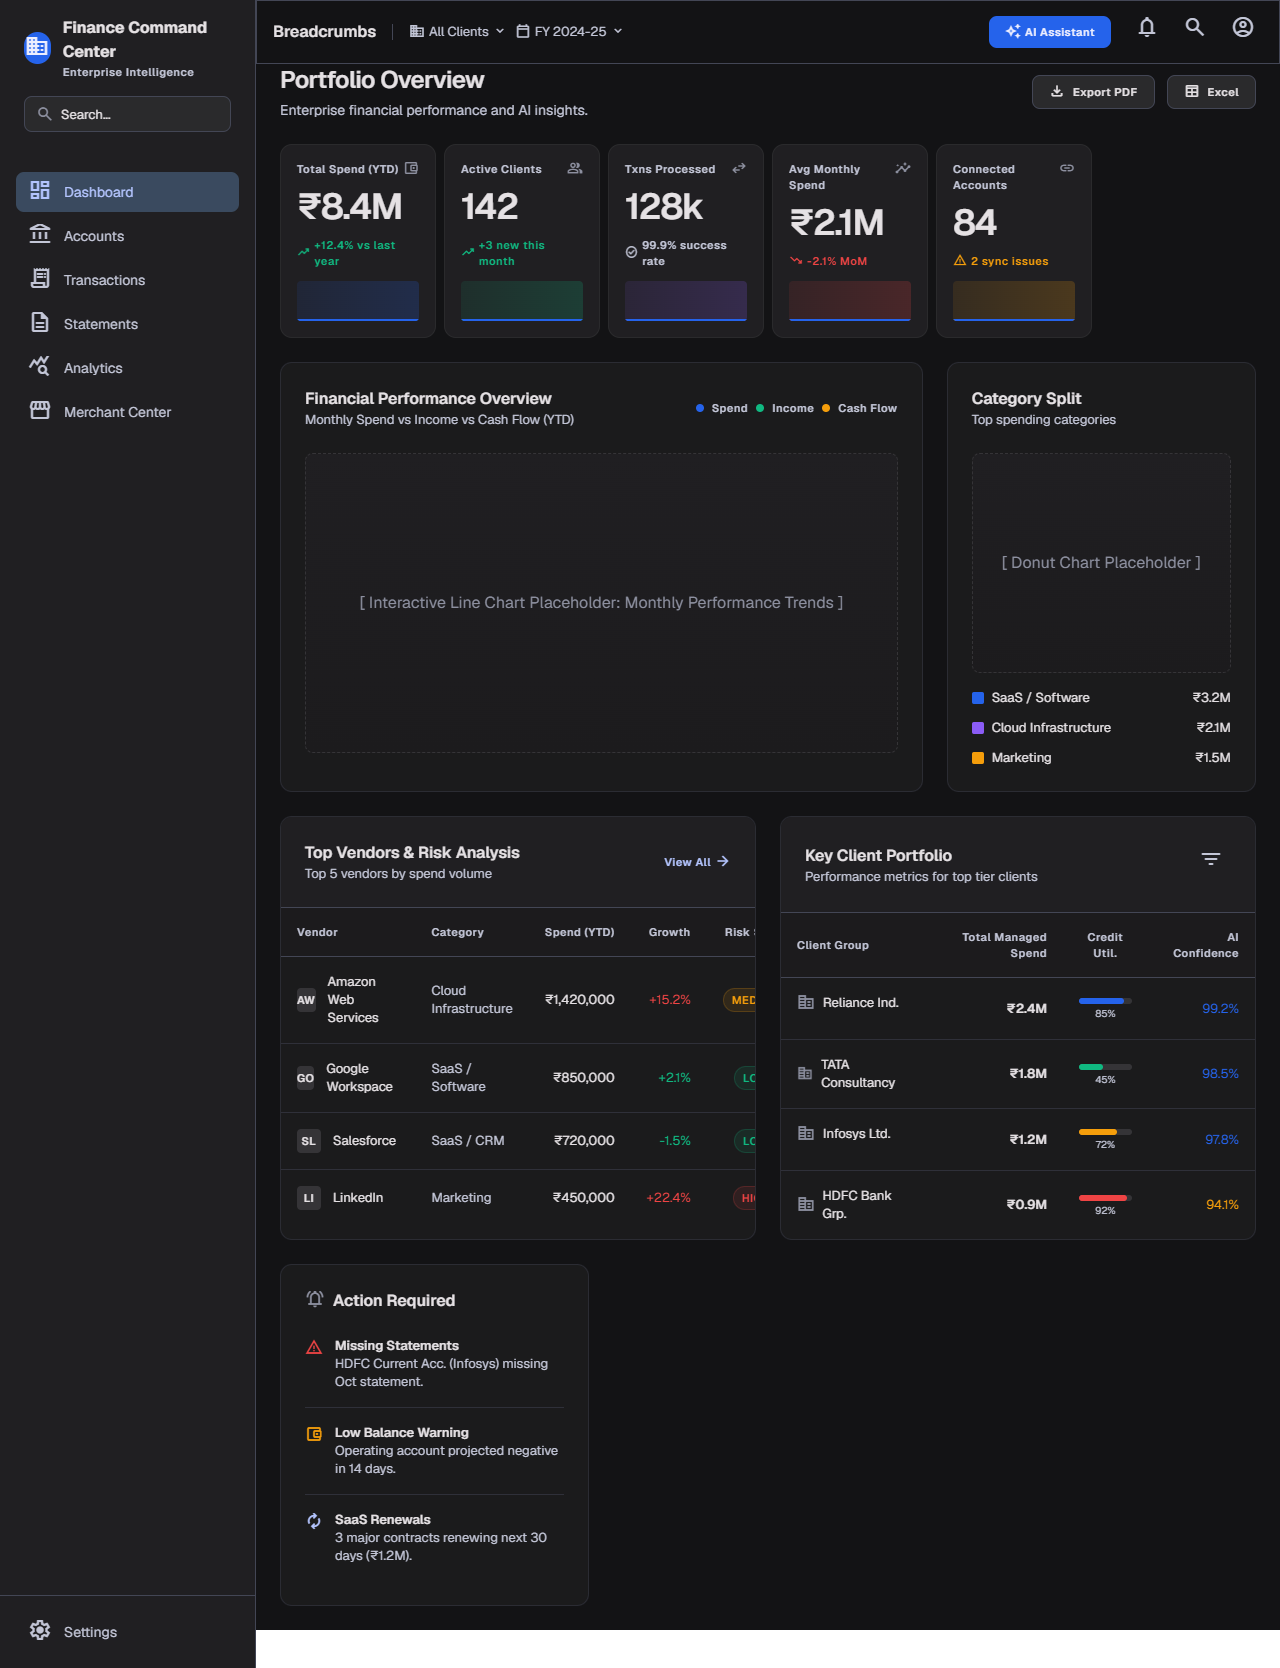 Finance Command
Center
Enterprise Intelligence
Search...
Dashboard
Accounts
Transactions
Statements
Analytics
Merchant Center
Settings
Breadcrumbs
All Clients
FY 2024-25
AI Assistant
Portfolio Overview
Enterprise financial performance and AI insights.
Export PDF
Excel
Total Spend (YTD)
₹8.4M
+12.4% vs last
year
Active Clients
142
+3 new this
month
Txns Processed
128k
99.9% success
rate
Avg Monthly
Spend
₹2.1M
-2.1% MoM
Connected
Accounts
84
2 sync issues
Financial Performance Overview
Monthly Spend vs Income vs Cash Flow (YTD)
Spend Income Cash Flow
[ Interactive Line Chart Placeholder: Monthly Performance Trends ]
Category Split
Top spending categories
[ Donut Chart Placeholder ]
SaaS / Software ₹3.2M
Cloud Infrastructure ₹2.1M
Marketing ₹1.5M
Top Vendors & Risk Analysis
Top 5 vendors by spend volume
View All
Vendor Category Spend (YTD) Growth Risk
AW Amazon
Web
Services
Cloud
Infrastructure
₹1,420,000 +15.2% MED
GO Google
Workspace
SaaS /
Software
₹850,000 +2.1% LO
SL Salesforce SaaS / CRM ₹720,000 -1.5% LO
LI LinkedIn Marketing ₹450,000 +22.4% HI
Key Client Portfolio
Performance metrics for top tier clients
Client Group
Total Managed
Spend
Credit
Util.
AI
Confidence
Reliance Ind. ₹2.4M 85% 99.2%
TATA
Consultancy
₹1.8M 45% 98.5%
Infosys Ltd. ₹1.2M 72% 97.8%
HDFC Bank
Grp.
₹0.9M 92% 94.1%
Action Required
Missing Statements
HDFC Current Acc. (Infosys) missing
Oct statement.
Low Balance Warning
Operating account projected negative
in 14 days.
SaaS Renewals
3 major contracts renewing next 30
days (₹1.2M).